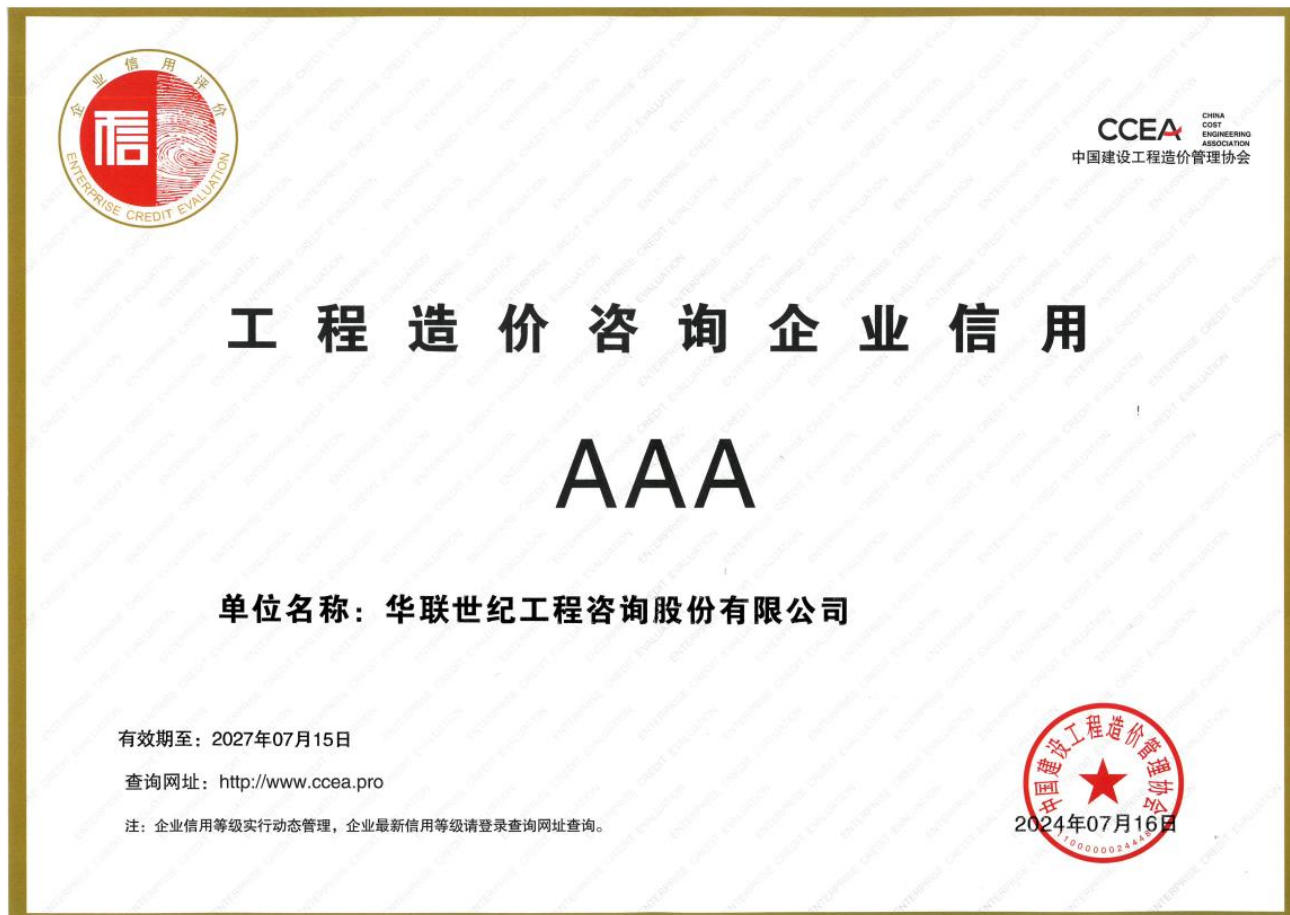 企业信用评价
信
ENTERPRISE CREDIT EVALUATION
CCEA
CHINA
COST
ENGINEERING
ASSOCIATION
中国建设工程造价管理协会
工程造价咨询企业信用
AAA
单位名称：华联世纪工程咨询股份有限公司
有效期至：2027年07月15日
查询网址：http://www.ccea.pro
注：企业信用等级实行动态管理，企业最新信用等级请登录查询网址查询。
中国建设工程造价管理协会
2024年07月16日